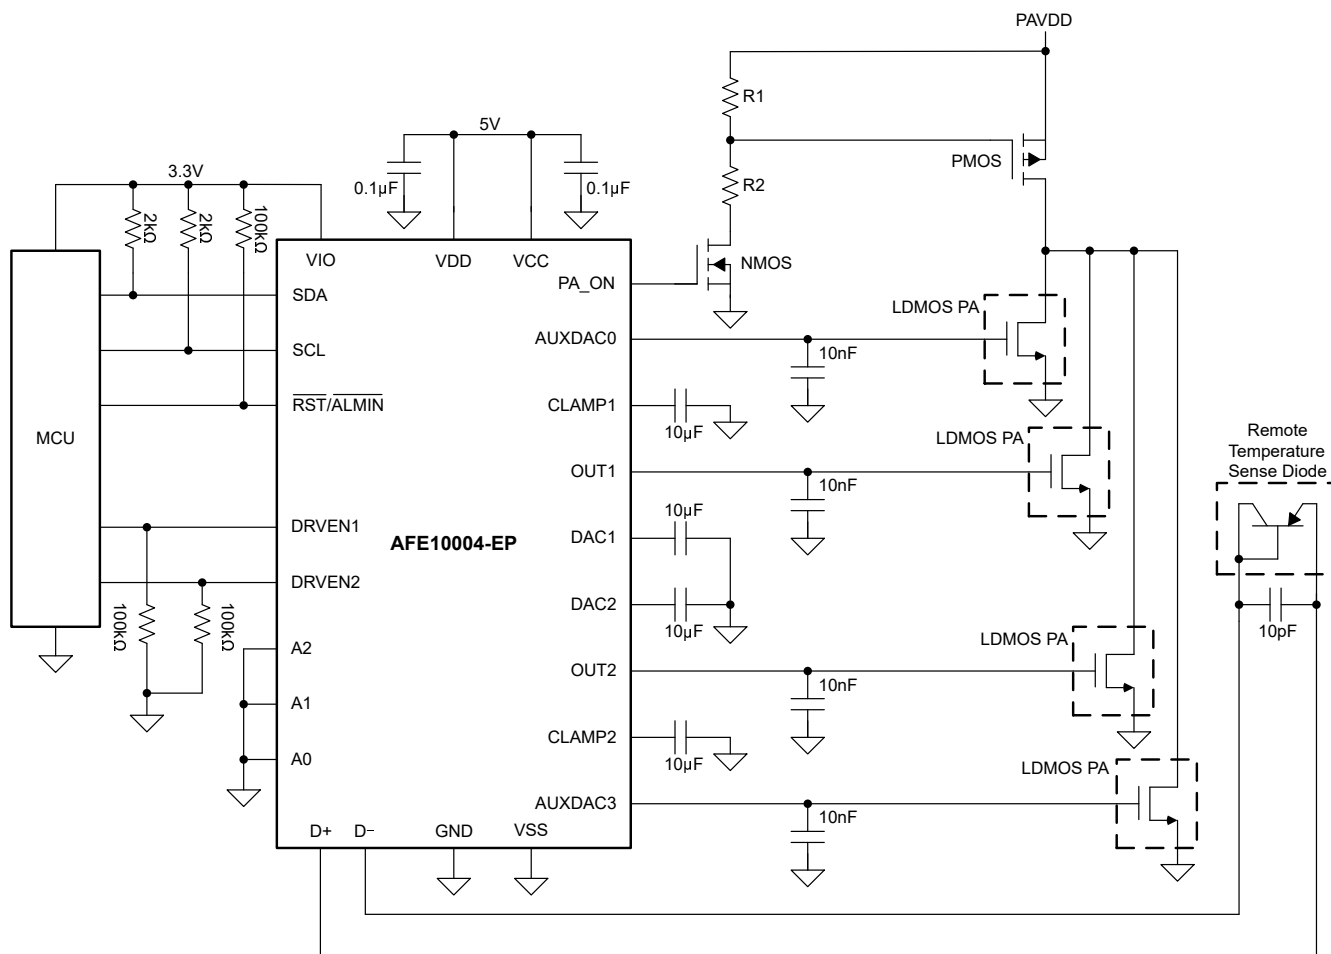 PAVDD
R1
5V
PMOS
3.3V
0.1µF
0.1µF
R2
2kΩ
2kΩ
100kΩ
VIO
VDD
VCC
NMOS
PA_ON
SDA
LDMOS PA
AUXDAC0
SCL
10nF
RST/ALMIN
CLAMP1
10µF
MCU
LDMOS PA
Remote
Temperature
Sense Diode
OUT1
10nF
10µF
DRVEN1
AFE10004-EP
DAC1
DRVEN2
DAC2
100kΩ
100kΩ
10µF
10pF
A2
LDMOS PA
OUT2
10nF
A1
CLAMP2
10µF
A0
LDMOS PA
AUXDAC3
10nF
D+
D−
GND
VSS